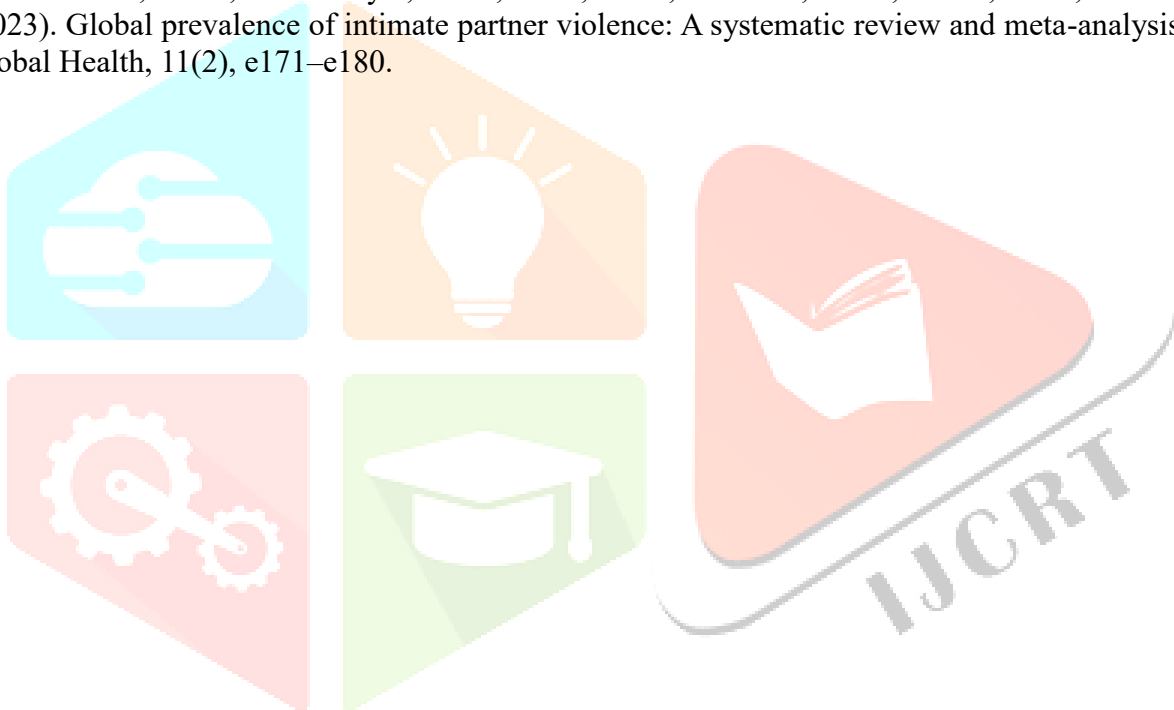 023). Global prevalence of intimate partner violence: A systematic review and meta-analysis
obal Health, 11(2), e171–e180.
IJCRT